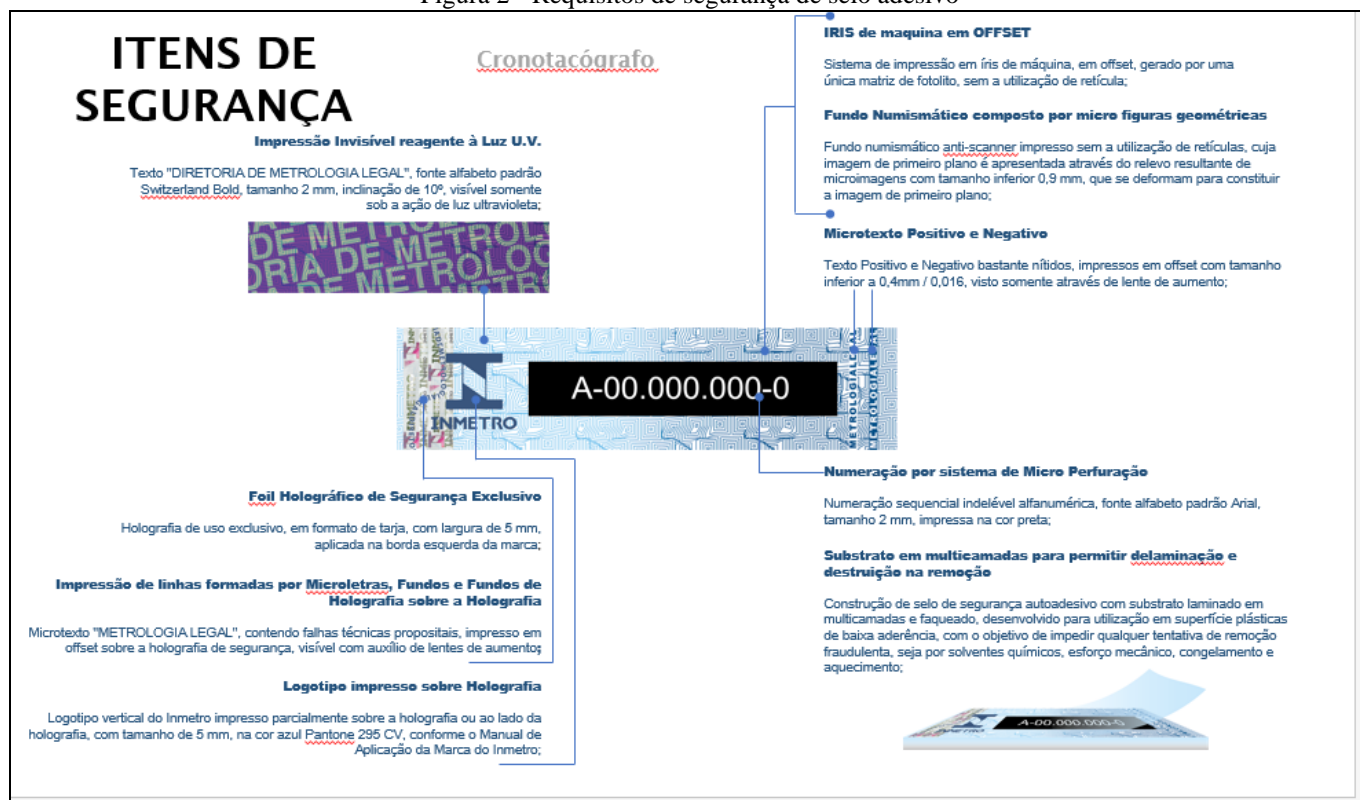 Figura 2 - Requisitos de segurança de selo adesivo
ITENS DE
SEGURANÇA
Cronotacógrafo
Impressão Invisível reagente à Luz U.V.
Texto "DIRETORIA DE METROLOGIA LEGAL", fonte alfabeto padrão
Switzerland Bold, tamanho 2 mm, inclinação de 10º, visível somente
sob a ação de luz ultravioleta;
DE METROL
ORIA DE METROLOG
A DE METR
IRIS de maquina em OFFSET
Sistema de impressão em íris de máquina, em offset, gerado por uma
única matriz de fotolito, sem a utilização de retícula;
Fundo Numismático composto por micro figuras geométricas
Fundo numismático anti-scanner impresso sem a utilização de retículas, cuja
imagem de primeiro plano é apresentada através do relevo resultante de
microimagens com tamanho inferior 0,9 mm, que se deformam para constituir
a imagem de primeiro plano;
Microtexto Positivo e Negativo
Texto Positivo e Negativo bastante nítidos, impressos em offset com tamanho
inferior a 0,4mm / 0,016, visto somente através de lente de aumento;
INMETRO
A-00.000.000-0
METROLOGIALEGAL
METROLOGIALEGAL
Foil Holográfico de Segurança Exclusivo
Holografia de uso exclusivo, em formato de tarja, com largura de 5 mm,
aplicada na borda esquerda da marca;
Impressão de linhas formadas por Microletras, Fundos e Fundos de
Holografia sobre a Holografia
Microtexto "METROLOGIA LEGAL", contendo falhas técnicas propositais, impresso em
offset sobre a holografia de segurança, visível com auxílio de lentes de aumento;
Logotipo impresso sobre Holografia
Logotipo vertical do Inmetro impresso parcialmente sobre a holografia ou ao lado da
holografia, com tamanho de 5 mm, na cor azul Pantone 295 CV, conforme o Manual de
Aplicação da Marca do Inmetro;
Numeração por sistema de Micro Perfuração
Numeração sequencial indelével alfanumérica, fonte alfabeto padrão Arial,
tamanho 2 mm, impressa na cor preta;
Substrato em multicamadas para permitir delaminação e
destruição na remoção
Construção de selo de segurança autoadesivo com substrato laminado em
multicamadas e faqueado, desenvolvido para utilização em superfície plásticas
de baixa aderência, com o objetivo de impedir qualquer tentativa de remoção
fraudulenta, seja por solventes químicos, esforço mecânico, congelamento e
aquecimento;
INMETRO
A-00.000.000-0